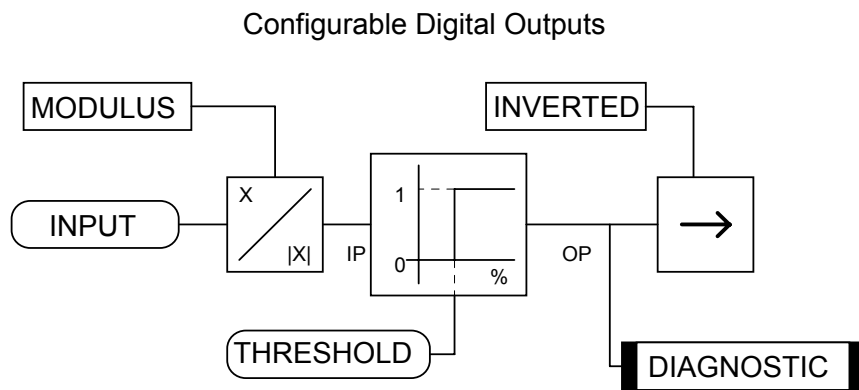 Configurable Digital Outputs
MODULUS
INVERTED
X
|X|
INPUT
IP
1
0
%
OP
THRESHOLD
DIAGNOSTIC